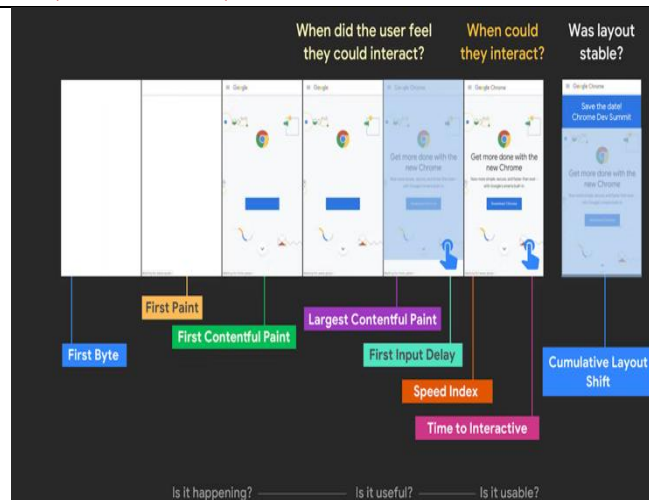 When did the user feel
they could interact?
When could
they interact?
Was layout
stable?
Google
Google
Google Chrome
Get more done with the
new Chrome
Google Chrome
Get more done with the
new Chrome
Google Chrome
Save the date!
Chrome Dev Summit
Get more done with the
new Chrome
First Byte
First Paint
First Contentful Paint
Largest Contentful Paint
First Input Delay
Speed Index
Time to Interactive
Cumulative Layout
Shift
Is it happening?
Is it useful?
Is it usable?